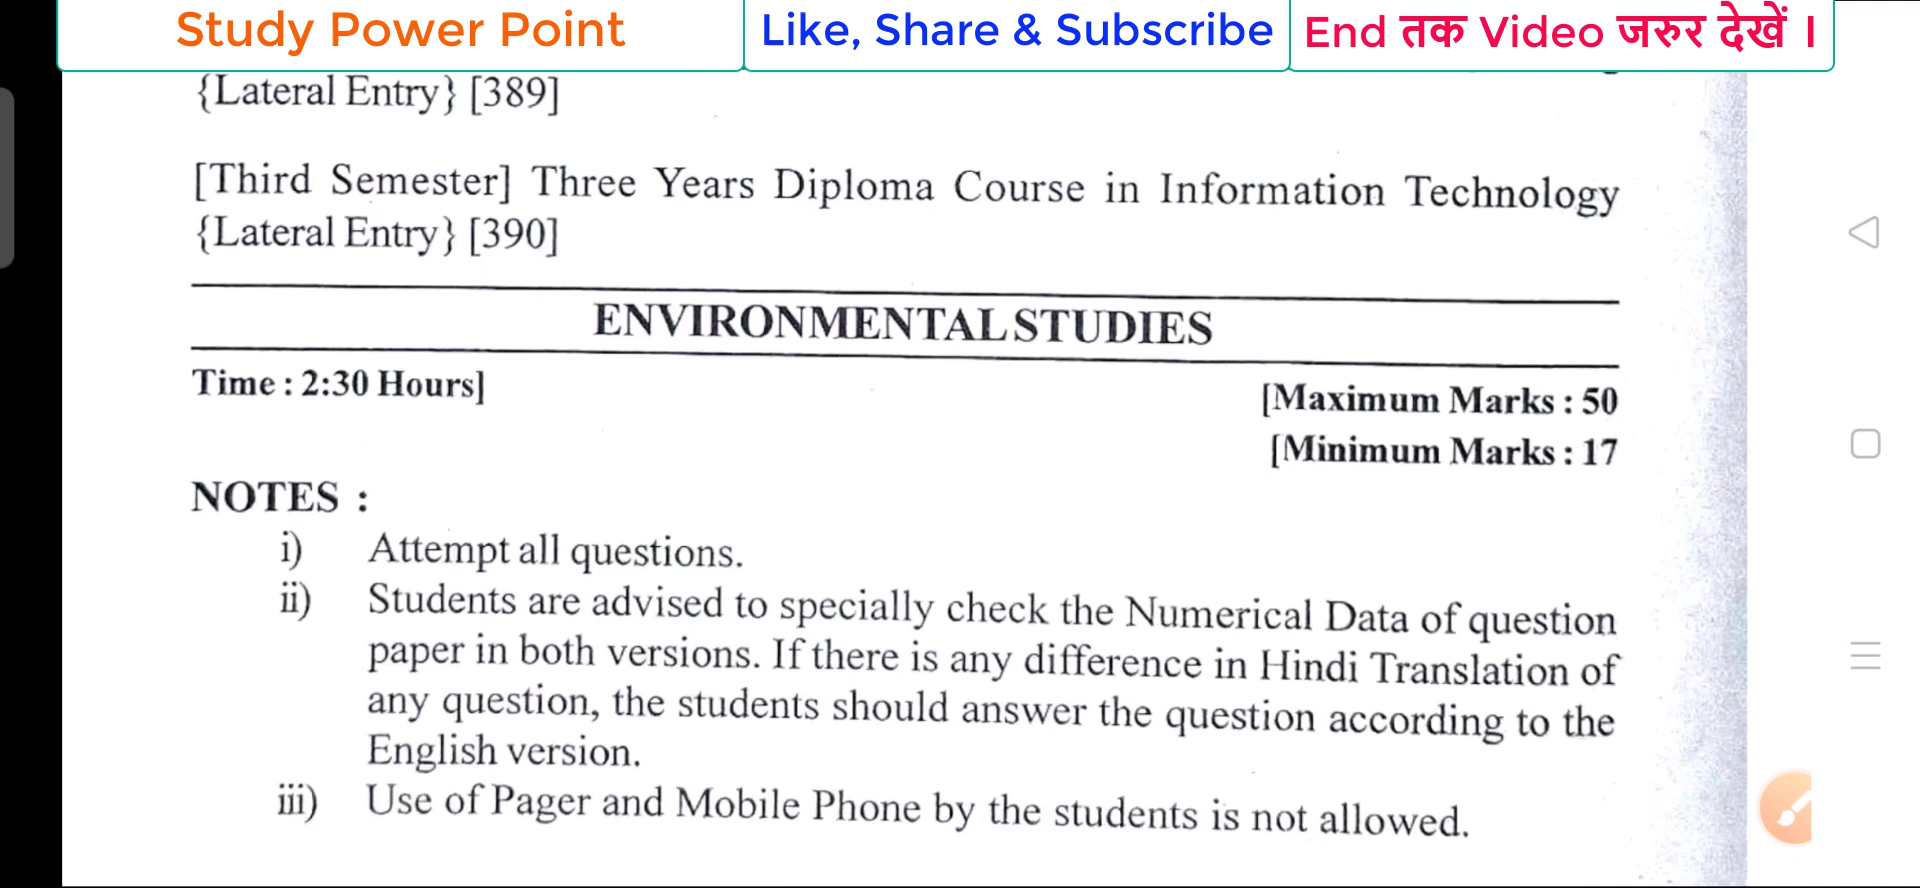 Study Power Point
Like, Share & Subscribe
End तक Video जरुर देखें ।
{Lateral Entry} [389]
[Third Semester] Three Years Diploma Course in Information Technology
{Lateral Entry} [390]
ENVIRONMENTAL STUDIES
Time : 2:30 Hours]
[Maximum Marks : 50
[Minimum Marks : 17
NOTES :
i) Attempt all questions.
ii) Students are advised to specially check the Numerical Data of question
paper in both versions. If there is any difference in Hindi Translation of
any question, the students should answer the question according to the
English version.
iii) Use of Pager and Mobile Phone by the students is not allowed.